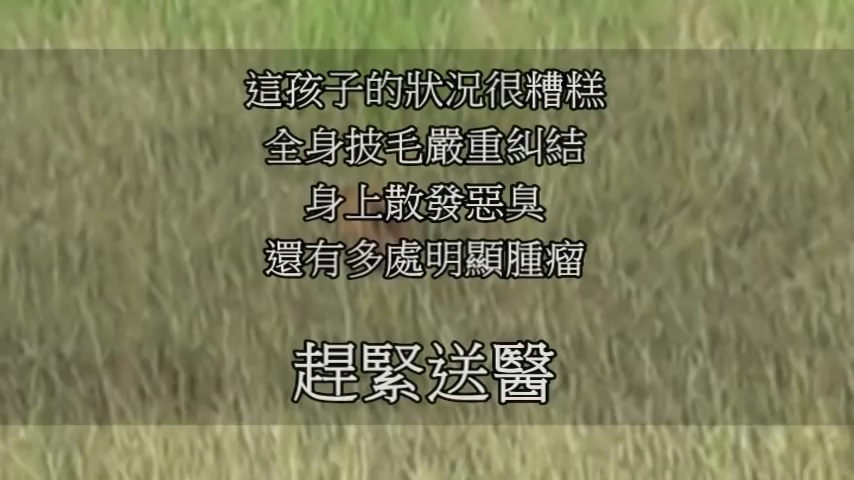 這孩子的狀況很糟糕
全身披毛嚴重糾結
身上散發惡臭
還有多處明顯腫瘤
趕緊送醫